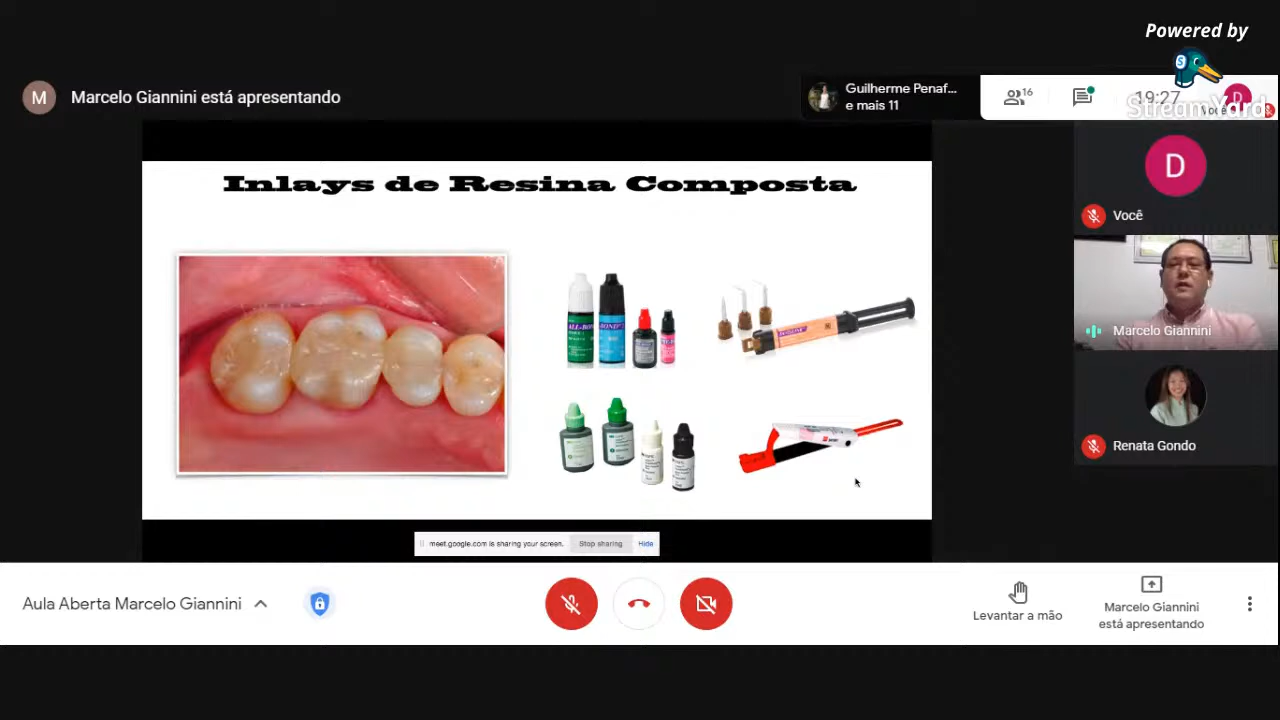 Powered by
StreamYard
M
Marcelo Giannini está apresentando
Guilherme Penaf...
e mais 11
16
19:27
Você
D
Você
Marcelo Giannini
Renata Gondo
Inlays de Resina Composta
meet.google.com is sharing your screen.
Stop sharing
Hide
Aula Aberta Marcelo Giannini
Levantar a mão
Marcelo Giannini
está apresentando